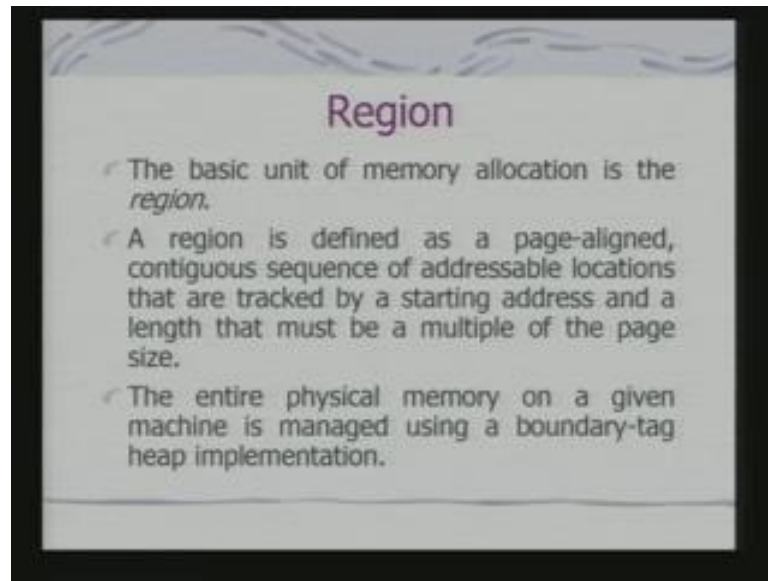 Region
The basic unit of memory allocation is the
region.
A region is defined as a page-aligned,
contiguous sequence of addressable locations
that are tracked by a starting address and a
length that must be a multiple of the page
size.
The entire physical memory on a given
machine is managed using a boundary-tag
heap implementation.